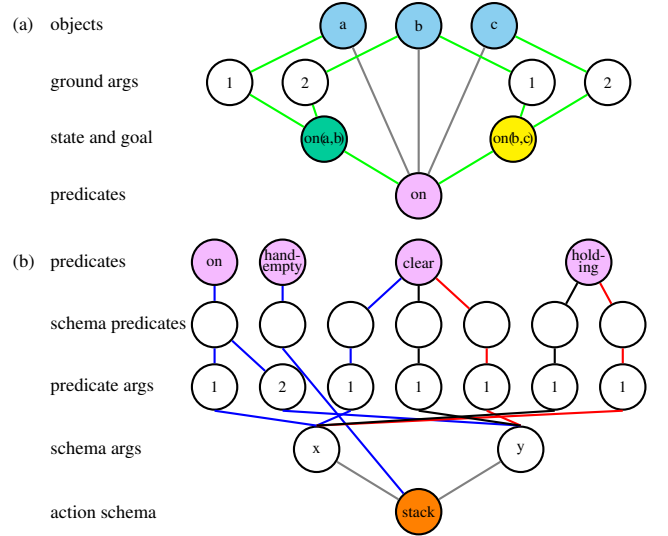 (a) objects a b c
ground args 1 2 1 2
state and goal on(a,b) on(b,c)
predicates on
(b) predicates on hand-
empty clear hold-
ing
schema predicates
predicate args 1 2 1 1 1 1 1
schema args x y
action schema stack